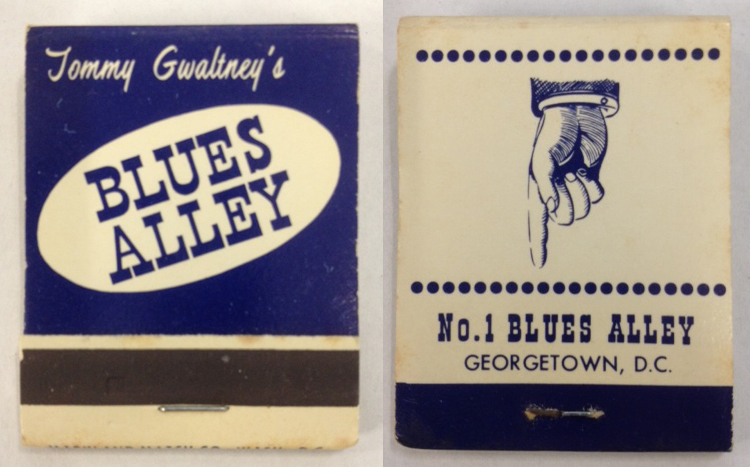 Tommy Gwaltney's
BLUES
ALLEY
No.1 BLUES ALLEY
GEORGETOWN, D.C.